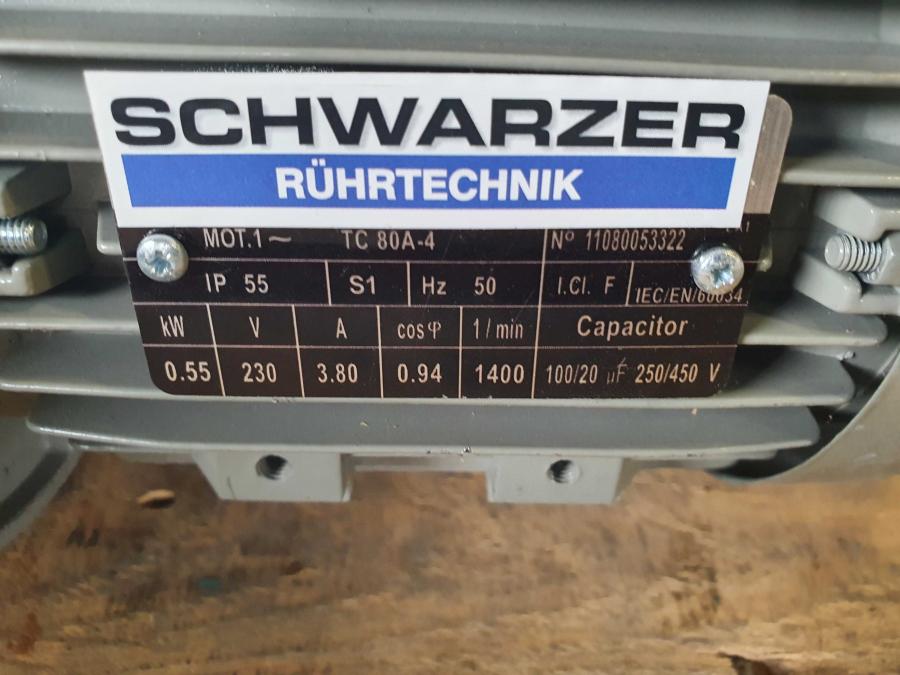 SCHWARZER
RÜHRTECHNIK
MOT.1~ TC 80A-4 Nº 11080053322
IP 55 S1 Hz 50 I.Cl. F IEC/EN/60034
kW V A cosφ 1/min Capacitor
0.55 230 3.80 0.94 1400 100/20 µF 250/450 V